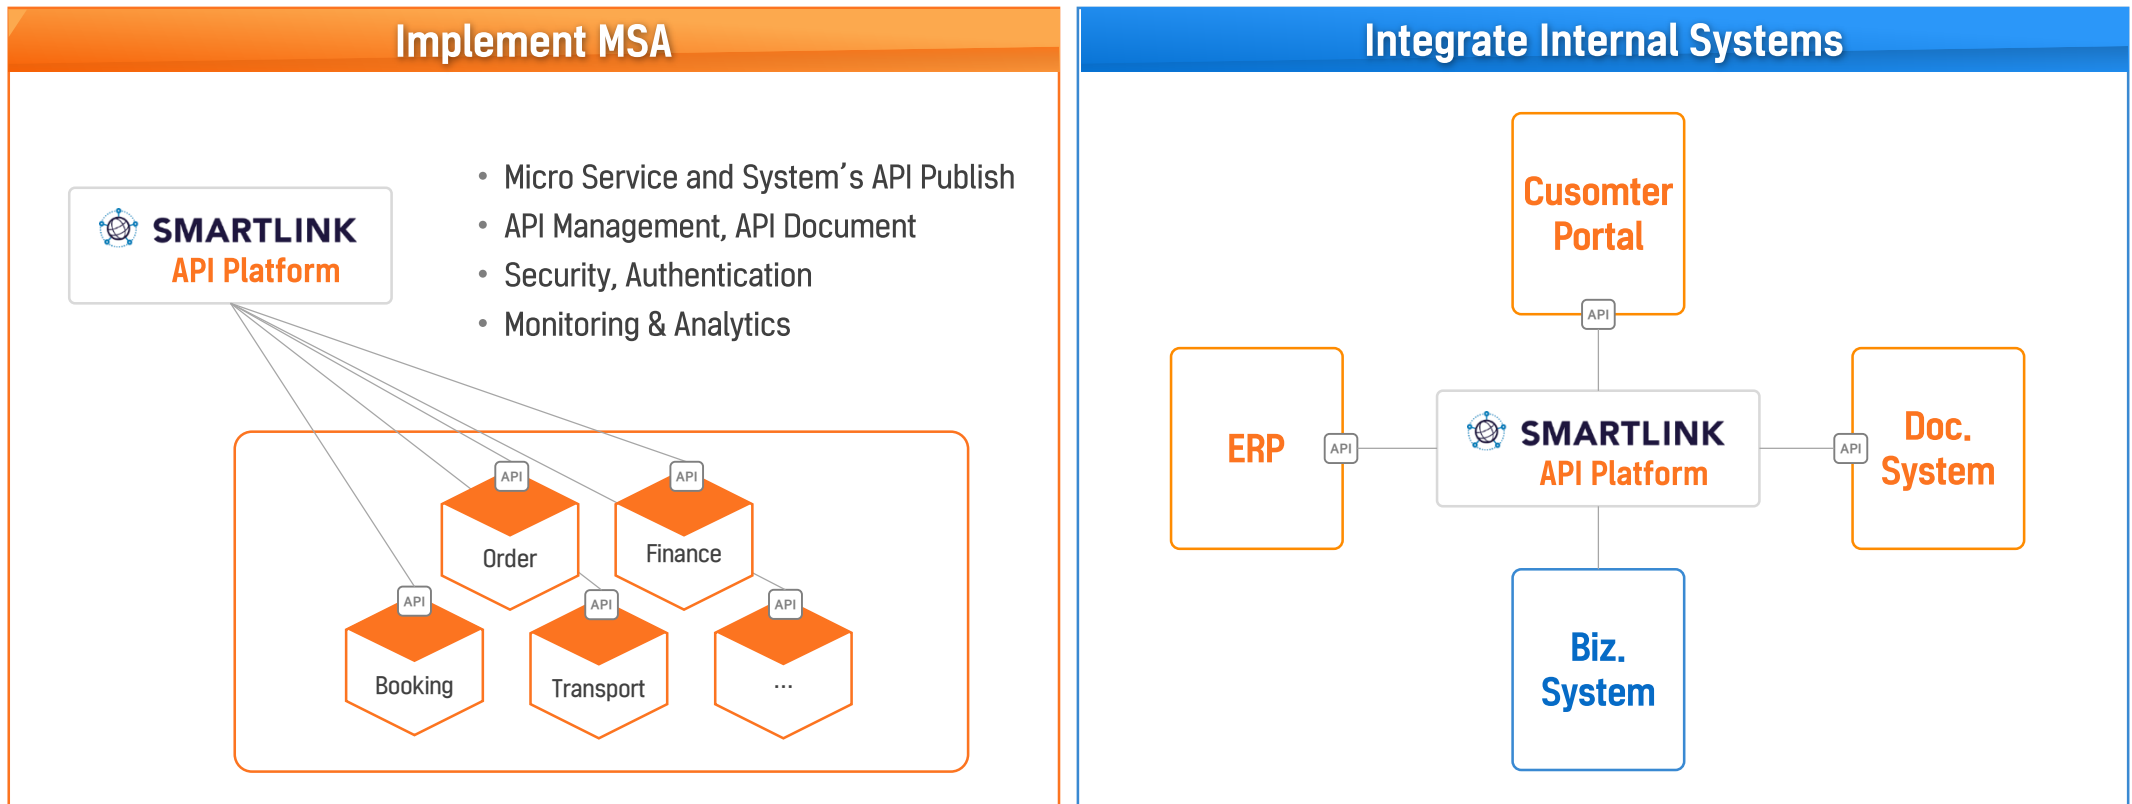 Implement MSA
SMARTLINK
API Platform
• Micro Service and System's API Publish
• API Management, API Document
• Security, Authentication
• Monitoring & Analytics
API
API
Order
Finance
API
API
API
Booking
Transport
...
Integrate Internal Systems
Cusomter
Portal
API
ERP
API
SMARTLINK
API Platform
API
Doc.
System
Biz.
System